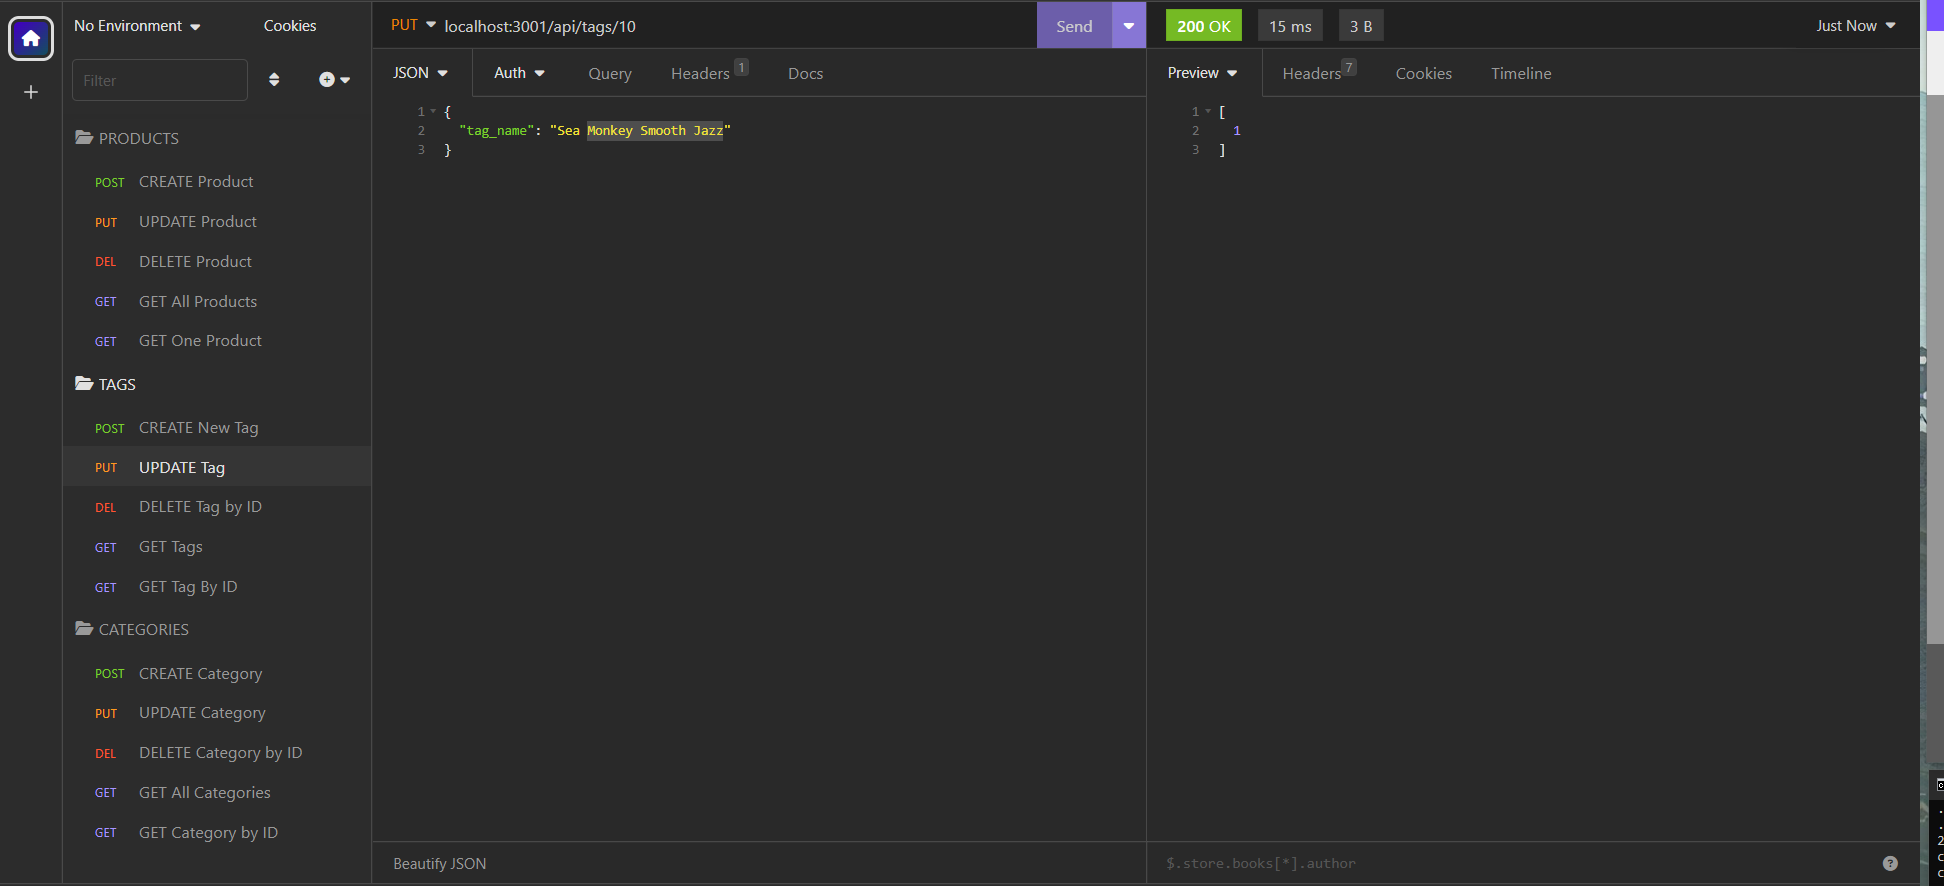 No Environment
Cookies
Filter
PRODUCTS
POST CREATE Product
PUT UPDATE Product
DEL DELETE Product
GET GET All Products
GET GET One Product
TAGS
POST CREATE New Tag
PUT UPDATE Tag
DEL DELETE Tag by ID
GET GET Tags
GET GET Tag By ID
CATEGORIES
POST CREATE Category
PUT UPDATE Category
DEL DELETE Category by ID
GET GET All Categories
GET GET Category by ID
PUT localhost:3001/api/tags/10
Send
JSON Auth Query Headers 1 Docs
1 {
2 "tag_name": "Sea Monkey Smooth Jazz"
3 }
Beautify JSON
200 OK 15 ms 3 B Just Now
Preview Headers 7 Cookies Timeline
1 [
2 1
3 ]
$.store.books[*].author